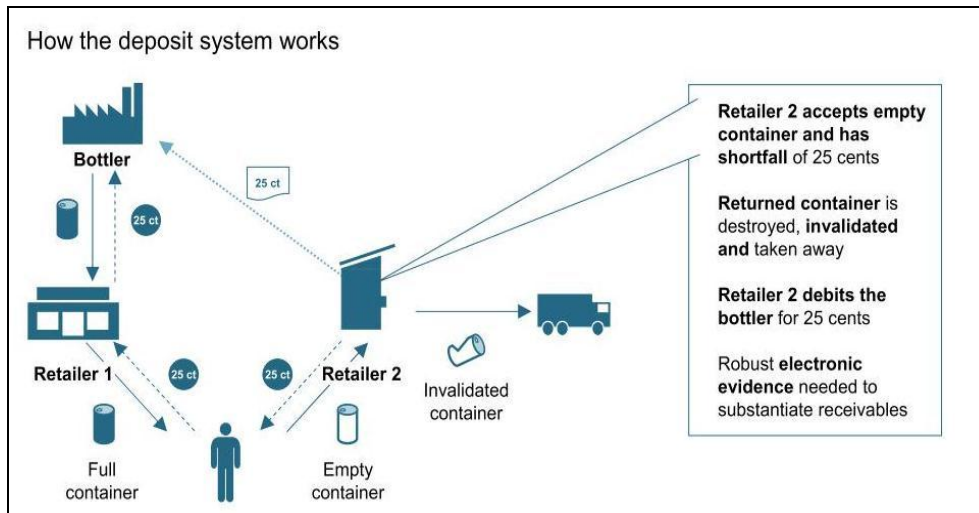 How the deposit system works
Bottler
25 ct
25 ct
Retailer 1
25 ct
25 ct
Retailer 2
Full
container
Empty
container
Invalidated
container
Retailer 2 accepts empty
container and has
shortfall of 25 cents
Returned container is
destroyed, invalidated
and taken away
Retailer 2 debits the
bottler for 25 cents
Robust electronic
evidence needed to
substantiate receivables